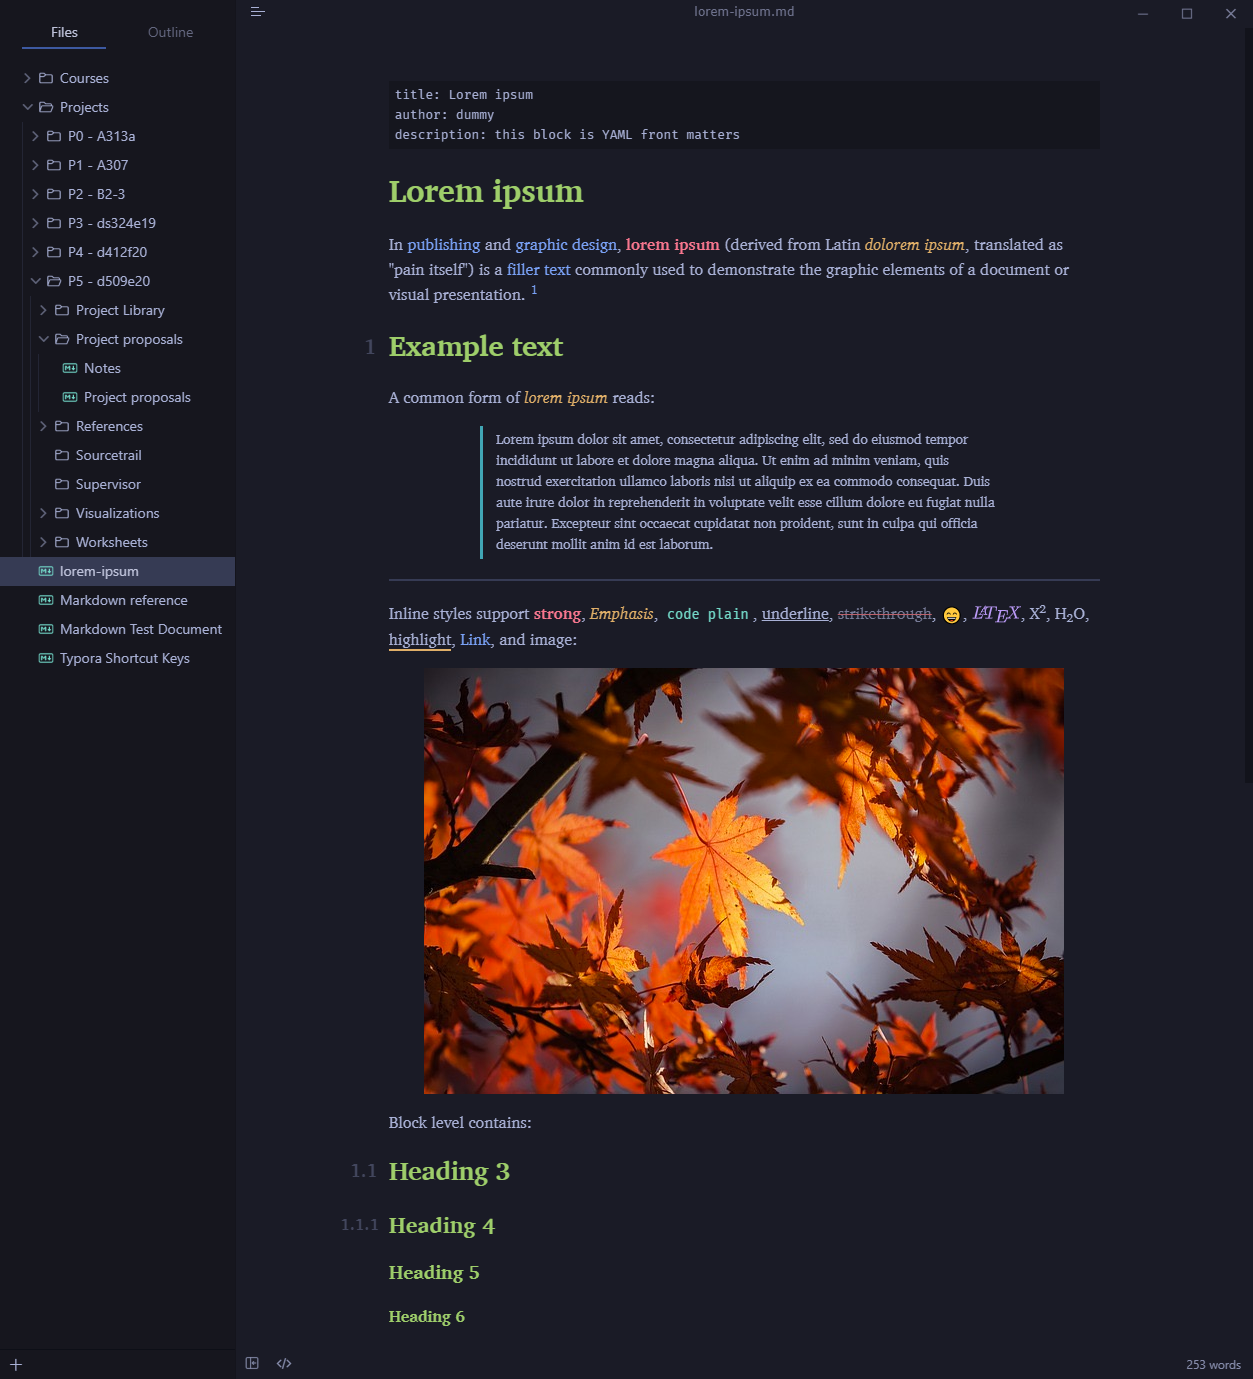 Files
Outline
Courses
Projects
P0 - A313a
P1 - A307
P2 - B2-3
P3 - ds324e19
P4 - d412f20
P5 - d509e20
Project Library
Project proposals
Notes
Project proposals
References
Sourcetrail
Supervisor
Visualizations
Worksheets
lorem-ipsum
Markdown reference
Markdown Test Document
Typora Shortcut Keys
lorem-ipsum.md
title: Lorem ipsum
author: dummy
description: this block is YAML front matters
Lorem ipsum
In publishing and graphic design, lorem ipsum (derived from Latin dolorem ipsum, translated as
"pain itself") is a filler text commonly used to demonstrate the graphic elements of a document or
visual presentation. 1
1 Example text
A common form of lorem ipsum reads:
Lorem ipsum dolor sit amet, consectetur adipiscing elit, sed do eiusmod tempor
incididunt ut labore et dolore magna aliqua. Ut enim ad minim veniam, quis
nostrud exercitation ullamco laboris nisi ut aliquip ex ea commodo consequat. Duis
aute irure dolor in reprehenderit in voluptate velit esse cillum dolore eu fugiat nulla
pariatur. Excepteur sint occaecat cupidatat non proident, sunt in culpa qui officia
deserunt mollit anim id est laborum.
Inline styles support strong, Emphasis, code plain , underline, strikethrough, 😄, LATEX, X², H₂O,
highlight, Link, and image:
Block level contains:
1.1 Heading 3
1.1.1 Heading 4
Heading 5
Heading 6
253 words